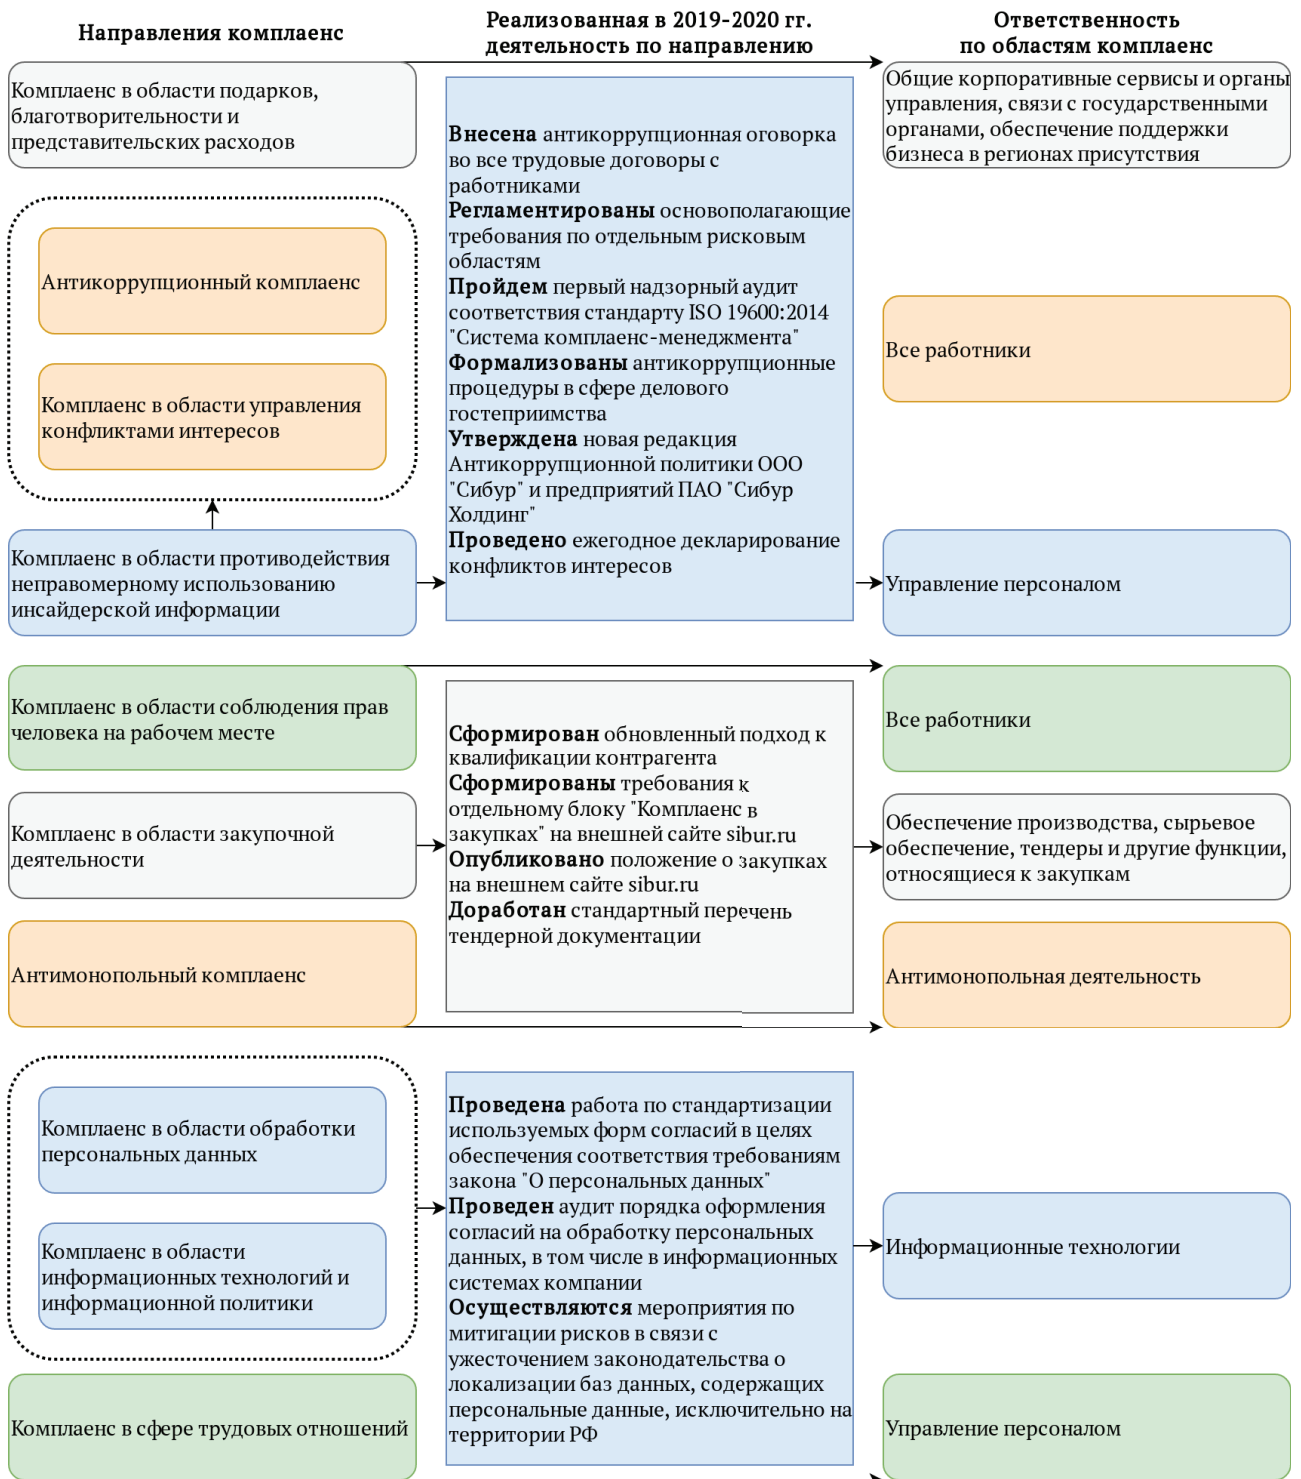 Направления комплаенс
Реализованная в 2019-2020 гг.
деятельность по направлению
Ответственность
по областям комплаенс
Комплаенс в области подарков,
благотворительности и
представительских расходов
Антикоррупционный комплаенс
Комплаенс в области управления
конфликтами интересов
Комплаенс в области противодействия
неправомерному использованию
инсайдерской информации
Внесена антикоррупционная оговорка
во все трудовые договоры с
работниками
Регламентированы основополагающие
требования по отдельным рисковым
областям
Пройдем первый надзорный аудит
соответствия стандарту ISO 19600:2014
"Система комплаенс-менеджмента"
Формализованы антикоррупционные
процедуры в сфере делового
гостеприимства
Утверждена новая редакция
Антикоррупционной политики ООО
"Сибур" и предприятий ПАО "Сибур
Холдинг"
Проведено ежегодное декларирование
конфликтов интересов
Общие корпоративные сервисы и органы
управления, связи с государственными
органами, обеспечение поддержки
бизнеса в регионах присутствия
Все работники
Управление персоналом
Комплаенс в области соблюдения прав
человека на рабочем месте
Комплаенс в области закупочной
деятельности
Антимонопольный комплаенс
Сформирован обновленный подход к
квалификации контрагента
Сформированы требования к
отдельному блоку "Комплаенс в
закупках" на внешней сайте sibur.ru
Опубликовано положение о закупках
на внешнем сайте sibur.ru
Доработан стандартный перечень
тендерной документации
Все работники
Обеспечение производства, сырьевое
обеспечение, тендеры и другие функции,
относящиеся к закупкам
Антимонопольная деятельность
Комплаенс в области обработки
персональных данных
Комплаенс в области
информационных технологий и
информационной политики
Комплаенс в сфере трудовых отношений
Проведена работа по стандартизации
используемых форм согласий в целях
обеспечения соответствия требованиям
закона "О персональных данных"
Проведен аудит порядка оформления
согласий на обработку персональных
данных, в том числе в информационных
системах компании
Осуществляются мероприятия по
митигации рисков в связи с
ужесточением законодательства о
локализации баз данных, содержащих
персональные данные, исключительно на
территории РФ
Информационные технологии
Управление персоналом